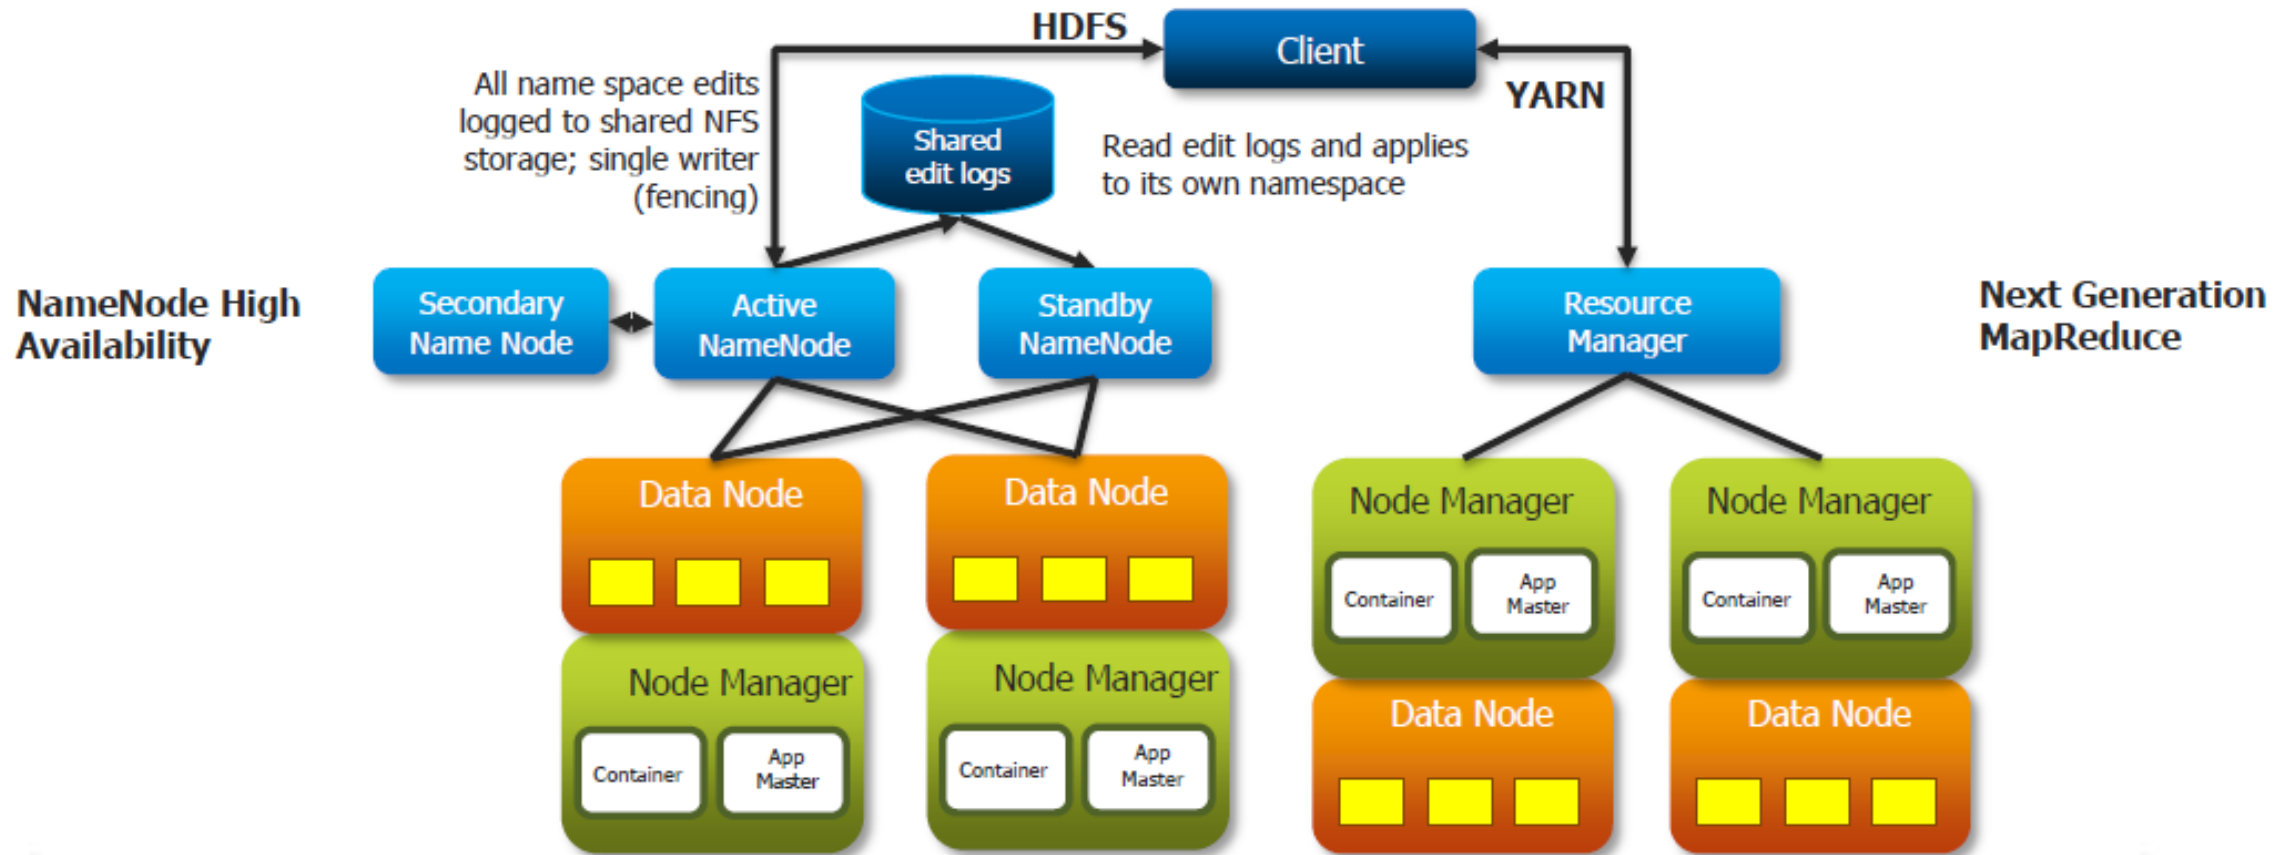 HDFS
Client
YARN
All name space edits
logged to shared NFS
storage; single writer
(fencing)
Shared
edit logs
Read edit logs and applies
to its own namespace
NameNode High
Availability
Secondary
Name Node
Active
NameNode
Standby
NameNode
Resource
Manager
Next Generation
MapReduce
Data Node
Data Node
Node Manager
Container
App
Master
Node Manager
Container
App
Master
Node Manager
Container
App
Master
Node Manager
Container
App
Master
Data Node
Data Node